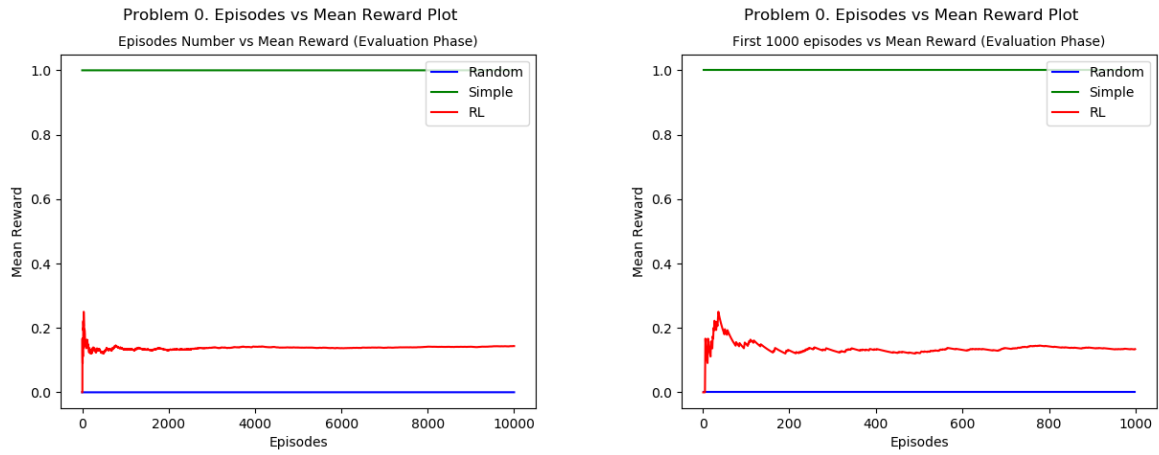 Problem 0. Episodes vs Mean Reward Plot
Episodes Number vs Mean Reward (Evaluation Phase)
1.0
0.8
0.6
0.4
0.2
0.0
Mean Reward
Random
Simple
RL
0
2000
4000
6000
8000
10000
Episodes
Problem 0. Episodes vs Mean Reward Plot
First 1000 episodes vs Mean Reward (Evaluation Phase)
1.0
0.8
0.6
0.4
0.2
0.0
Mean Reward
Random
Simple
RL
0
200
400
600
800
1000
Episodes